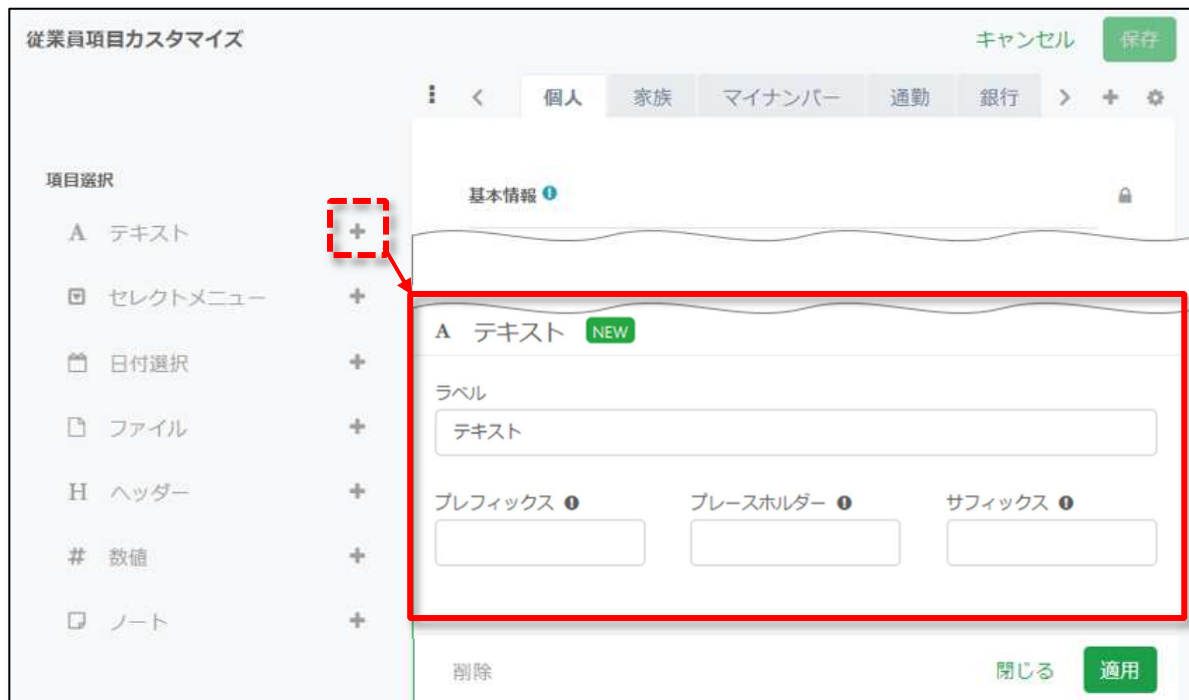 従業員項目カスタマイズ
キャンセル
保存
個人
家族
マイナンバー
通勤
銀行
項目選択
基本情報
A テキスト
セレクトメニュー
日付選択
ファイル
H ヘッダー
# 数値
ノート
A テキスト NEW
ラベル
テキスト
プレフィックス
プレースホルダー
サフィックス
削除
閉じる
適用